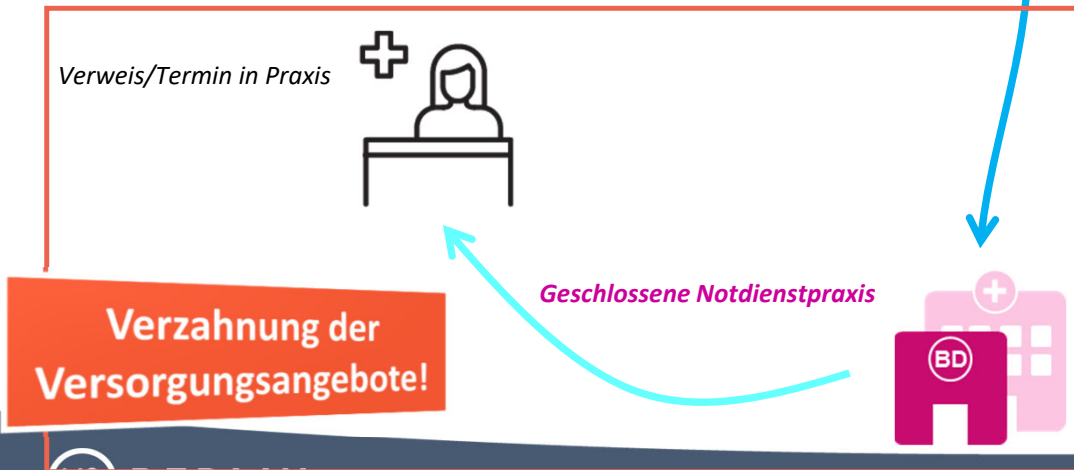 Verweis/Termin in Praxis
Geschlossene Notdienstpraxis
BD
Verzahnung der
Versorgungsangebote!